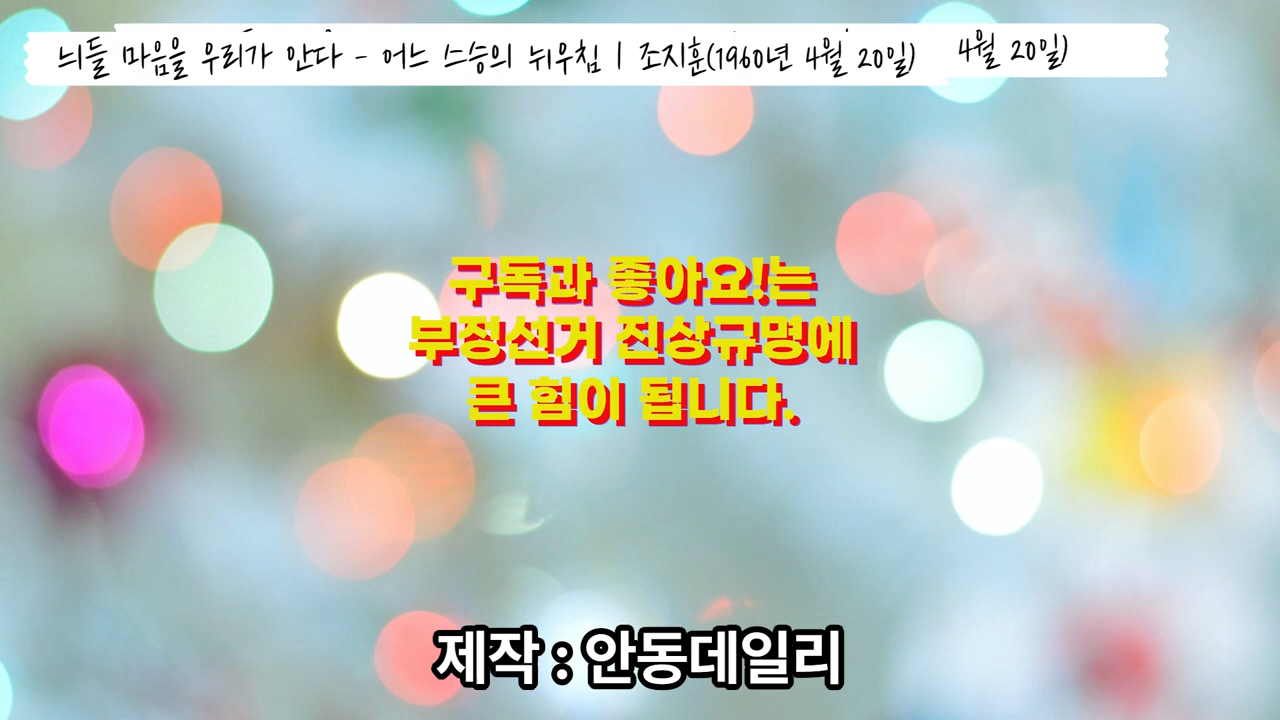 늬들 마음을 우리가 안다 - 어느 스승의 뉘우침 | 조지훈(1960년 4월 20일) 4월 20일)
구독과 좋아요!는
부정선거 진상규명에
큰 힘이 됩니다.
제작 : 안동데일리